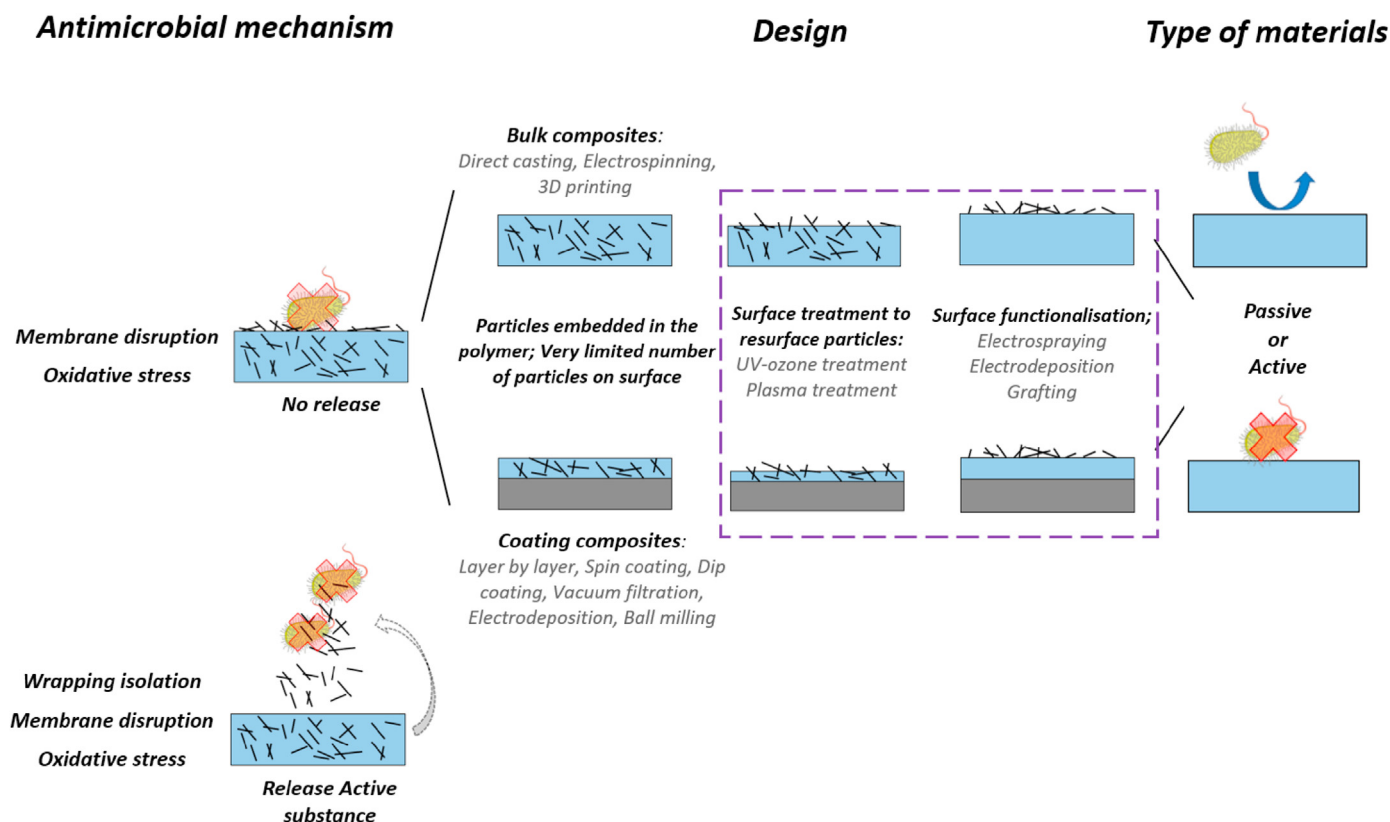 Antimicrobial mechanism
Design
Type of materials
Bulk composites:
Direct casting, Electrospinning,
3D printing
Membrane disruption
Oxidative stress
No release
Particles embedded in the
polymer; Very limited number
of particles on surface
Surface treatment to
resurface particles:
UV-ozone treatment
Plasma treatment
Surface functionalisation;
Electrospraying
Electrodeposition
Grafting
Passive
or
Active
Coating composites:
Layer by layer, Spin coating, Dip
coating, Vacuum filtration,
Electrodeposition, Ball milling
Wrapping isolation
Membrane disruption
Oxidative stress
Release Active
substance